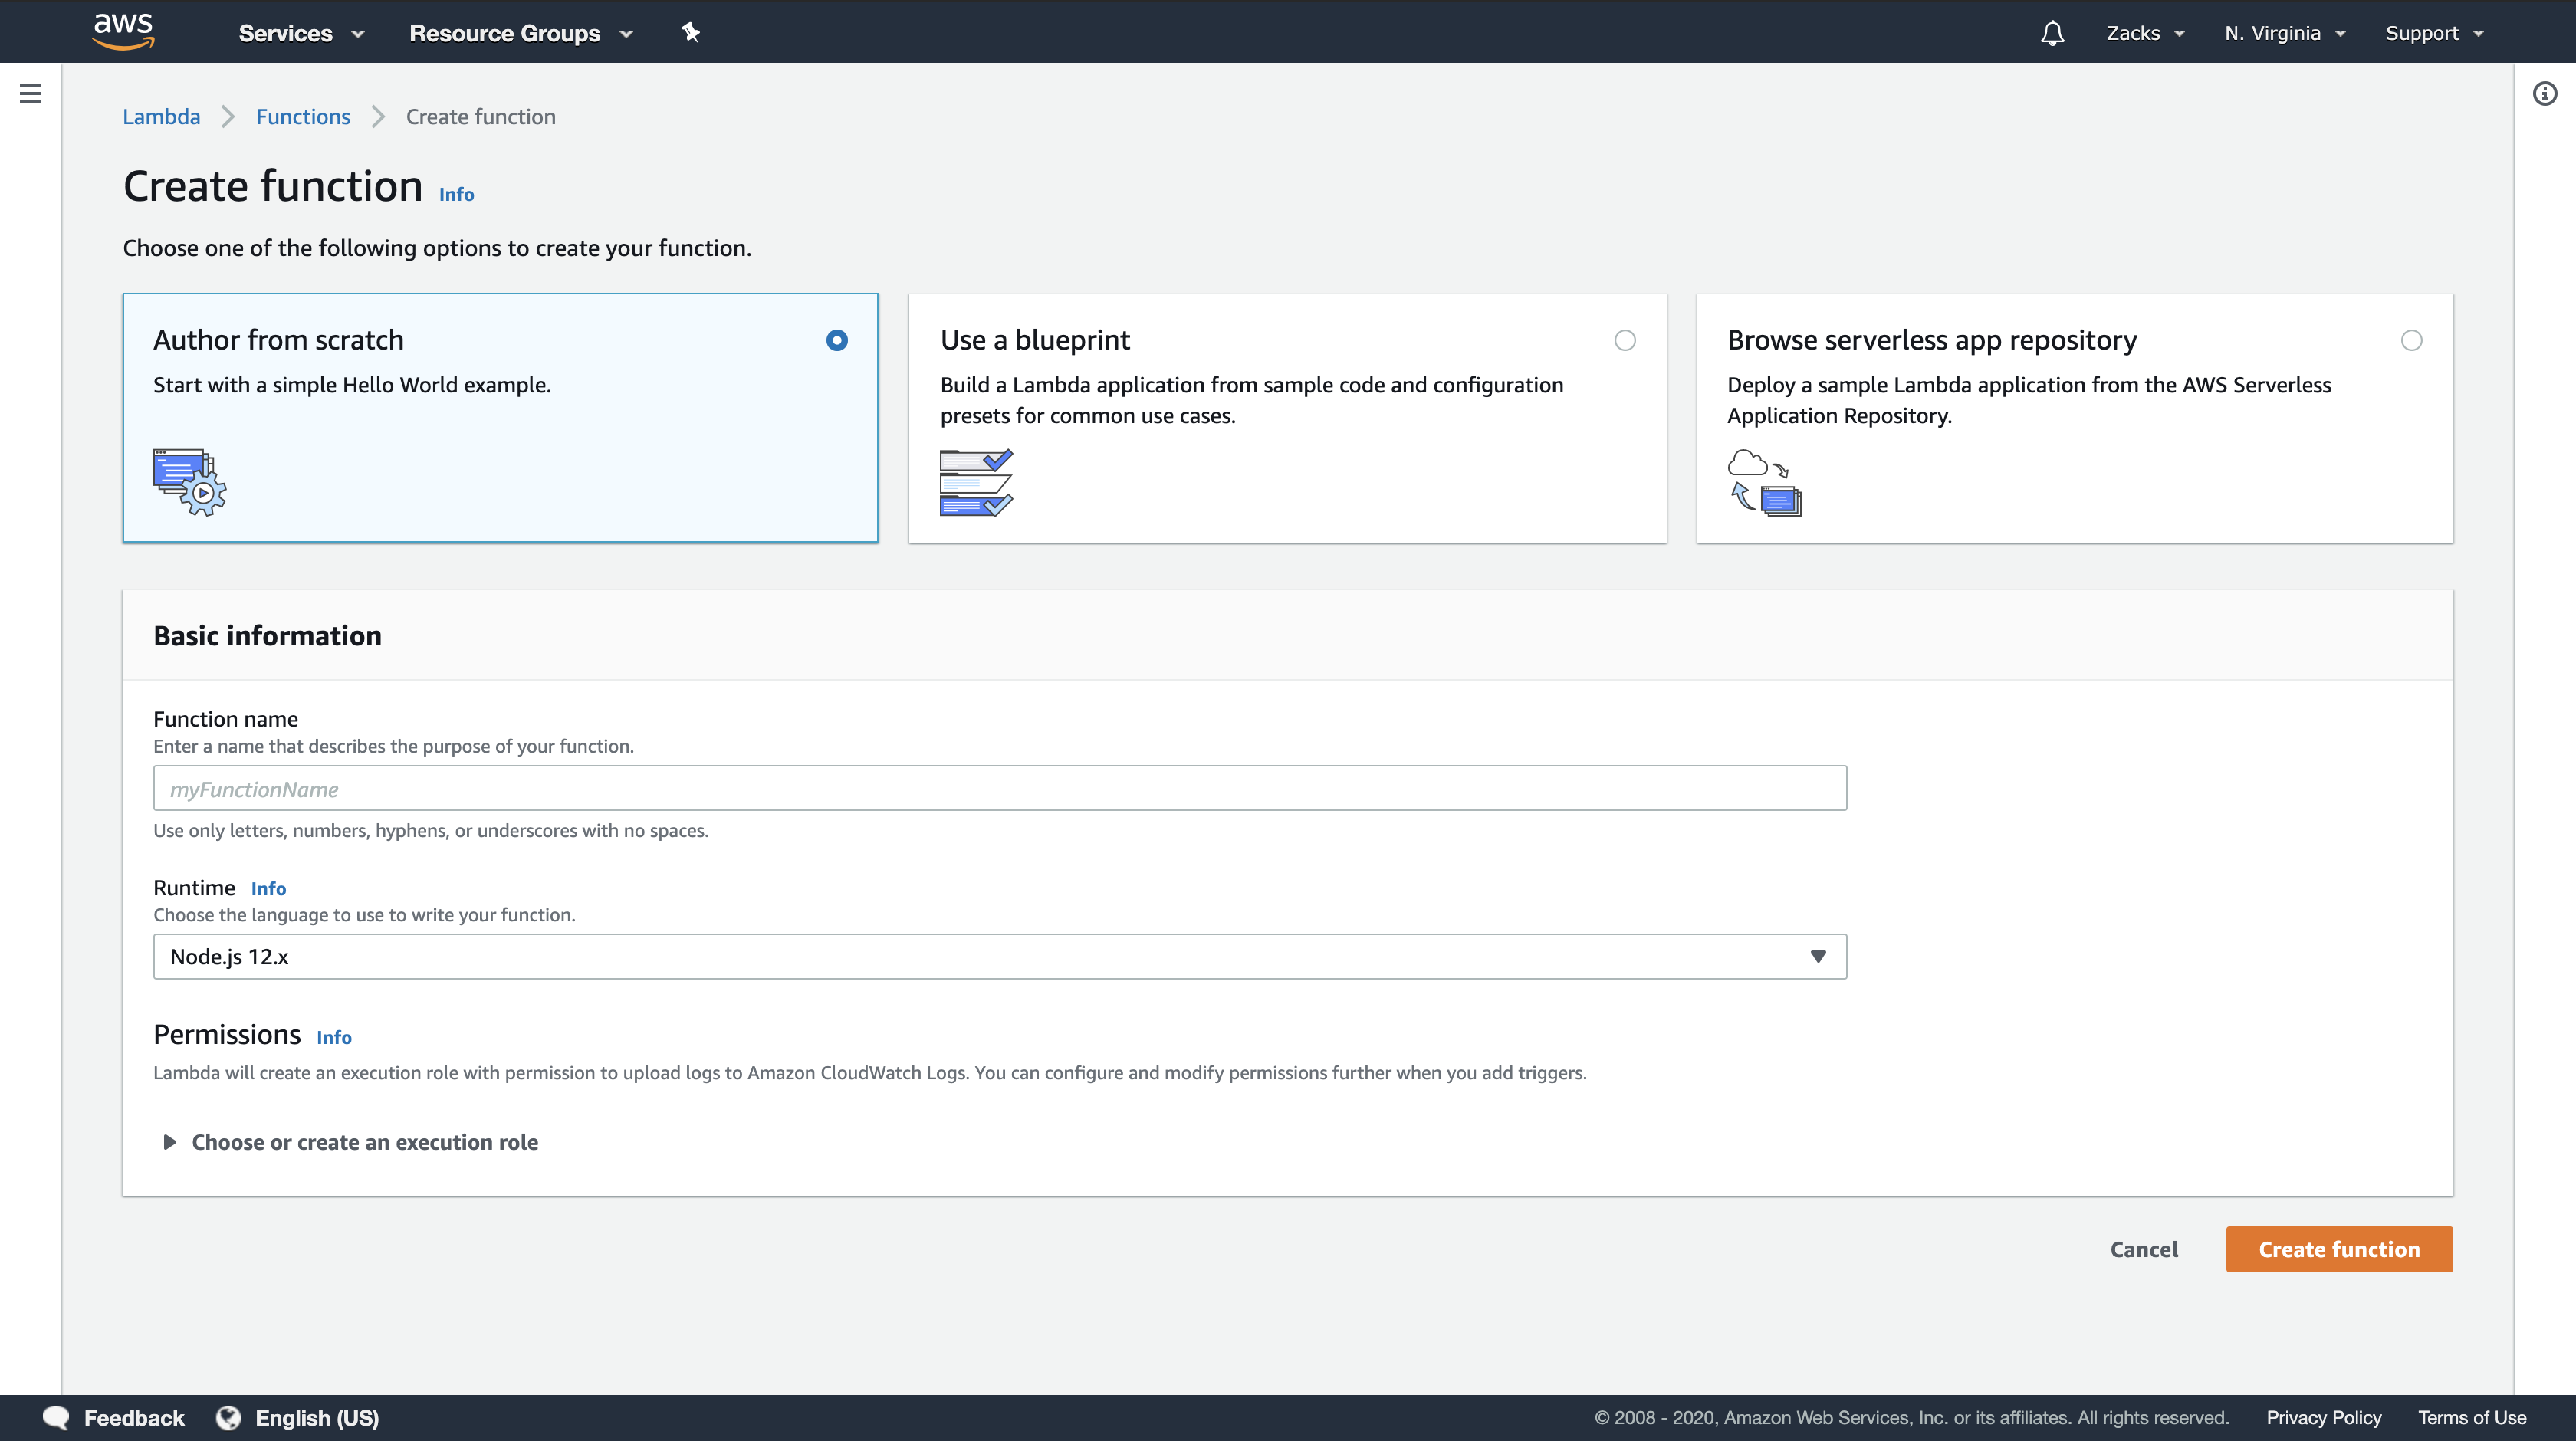 aws Services Resource Groups Zacks N. Virginia Support
Lambda Functions Create function
Create function Info
Choose one of the following options to create your function.
Author from scratch
Start with a simple Hello World example.
Use a blueprint
Build a Lambda application from sample code and configuration
presets for common use cases.
Browse serverless app repository
Deploy a sample Lambda application from the AWS Serverless
Application Repository.
Basic information
Function name
Enter a name that describes the purpose of your function.
myFunctionName
Use only letters, numbers, hyphens, or underscores with no spaces.
Runtime Info
Choose the language to use to write your function.
Node.js 12.x
Permissions Info
Lambda will create an execution role with permission to upload logs to Amazon CloudWatch Logs. You can configure and modify permissions further when you add triggers.
Choose or create an execution role
Cancel Create function
Feedback English (US) © 2008 - 2020, Amazon Web Services, Inc. or its affiliates. All rights reserved. Privacy Policy Terms of Use